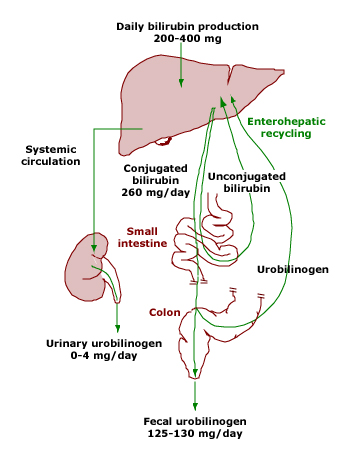 Daily bilirubin production
200-400 mg
Enterohepatic
recycling
Systemic
circulation
Conjugated
bilirubin
260 mg/day
Unconjugated
bilirubin
Small
intestine
Urobilinogen
Colon
Urinary urobilinogen
0-4 mg/day
Fecal urobilinogen
125-130 mg/day